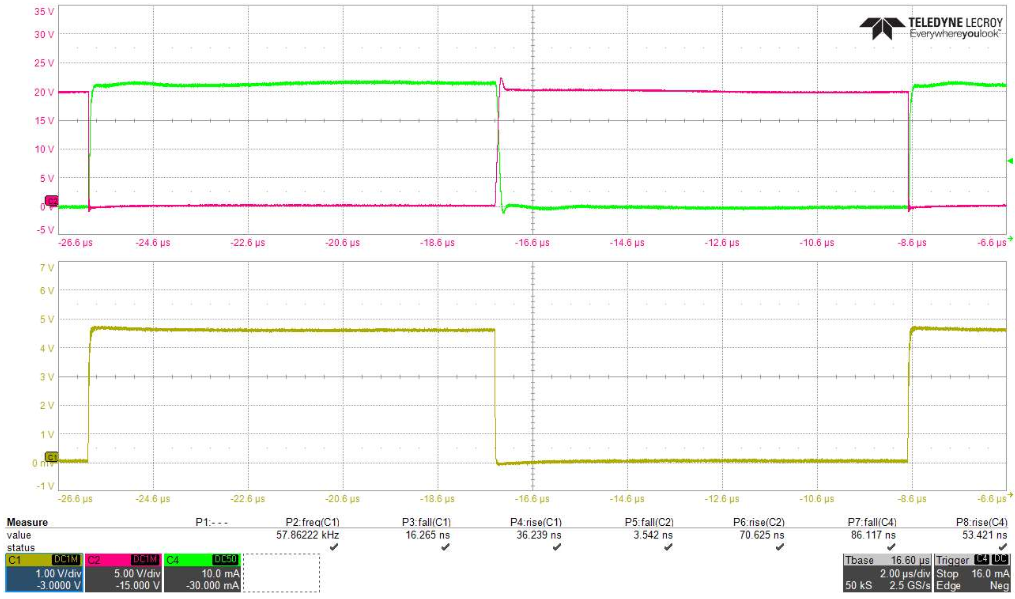 35 V
TELEDYNE LECROY
Everywhereyoulook™
30 V
25 V
20 V
15 V
10 V
5 V
C2
0 V
-5 V
-26.6 µs -24.6 µs -22.6 µs -20.6 µs -18.6 µs -16.6 µs -14.6 µs -12.6 µs -10.6 µs -8.6 µs -6.6 µs
7 V
6 V
5 V
4 V
3 V
2 V
1 V
C1
0 mV
-1 V
-26.6 µs -24.6 µs -22.6 µs -20.6 µs -18.6 µs -16.6 µs -14.6 µs -12.6 µs -10.6 µs -8.6 µs -6.6 µs
Measure P1:- - - P2:freq(C1) P3:fall(C1) P4:rise(C1) P5:fall(C2) P6:rise(C2) P7:fall(C4) P8:rise(C4)
value 57.86222 kHz 16.265 ns 36.239 ns 3.542 ns 70.625 ns 86.117 ns 53.421 ns
status
C1 DC1M C2 DC1M C4 DC50 Tbase 16.60 µs Trigger C4 DC
1.00 V/div 5.00 V/div 10.0 mA 2.00 µs/div Stop 16.0 mA
-3.0000 V -15.000 V -30.000 mA 50 kS 2.5 GS/s Edge Neg